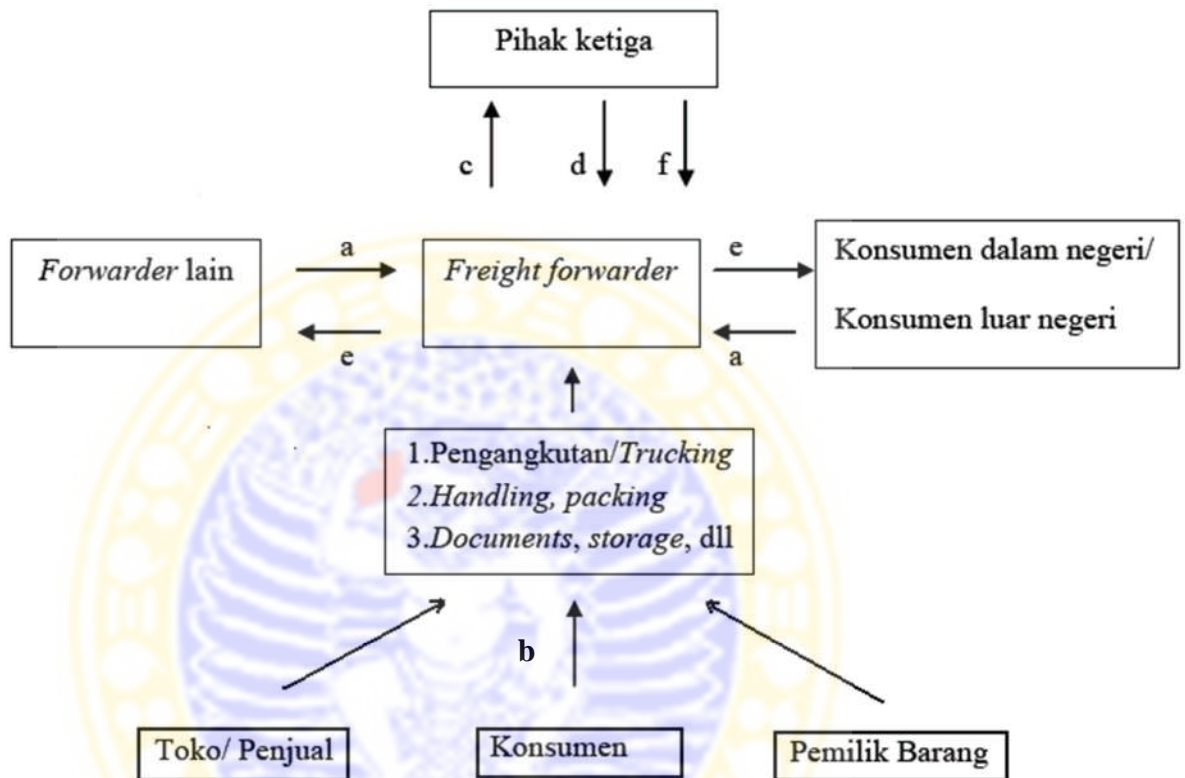 Pihak ketiga
c
d
f
Forwarder lain
a
e
Freight forwarder
e
a
Konsumen dalam negeri/
Konsumen luar negeri
1.Pengangkutan/Trucking
2.Handling, packing
3.Documents, storage, dll
b
Toko/ Penjual
Konsumen
Pemilik Barang